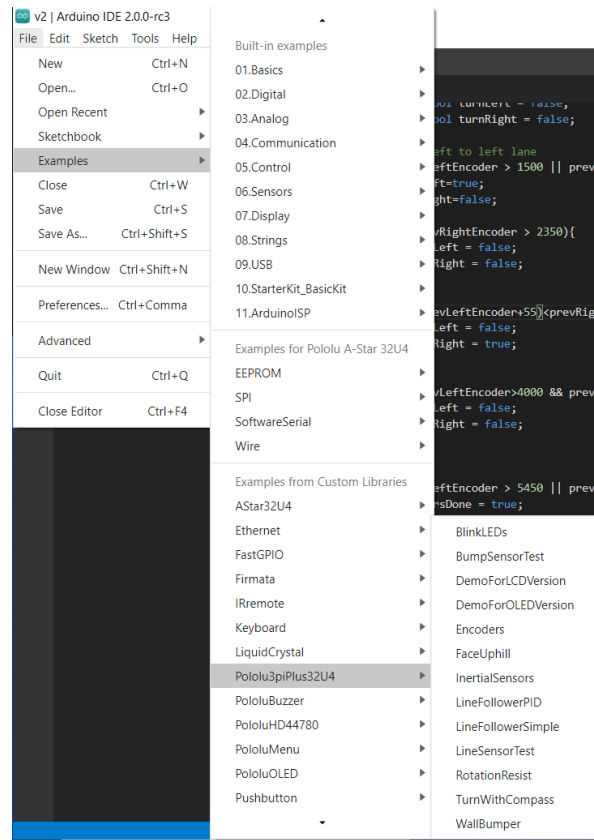 v2 | Arduino IDE 2.0.0-rc3
File Edit Sketch Tools Help
New Ctrl+N
Open... Ctrl+O
Open Recent
Sketchbook
Examples
Close Ctrl+W
Save Ctrl+S
Save As... Ctrl+Shift+S
New Window Ctrl+Shift+N
Preferences... Ctrl+Comma
Advanced
Quit Ctrl+Q
Close Editor Ctrl+F4
Built-in examples
01.Basics
02.Digital
03.Analog
04.Communication
05.Control
06.Sensors
07.Display
08.Strings
09.USB
10.StarterKit_BasicKit
11.ArduinoISP
Examples for Pololu A-Star 32U4
EEPROM
SPI
SoftwareSerial
Wire
Examples from Custom Libraries
AStar32U4
Ethernet
FastGPIO
Firmata
IRremote
Keyboard
LiquidCrystal
Pololu3piPlus32U4
PololuBuzzer
PololuHD44780
PololuMenu
PololuOLED
Pushbutton
ool turnLeft = false;
ool turnRight = false;
eft to left lane
eftEncoder > 1500 || prev
ft=true;
ght=false;
vRightEncoder > 2350){
Left = false;
Right = false;
evLeftEncoder+55)<prevRig
Left = false;
Right = true;
vLeftEncoder>4000 && prev
Left = false;
Right = false;
eftEncoder > 5450 || prev
rsDone = true;
BlinkLEDs
BumpSensorTest
DemoForLCDVersion
DemoForOLEDVersion
Encoders
FaceUphill
InertialSensors
LineFollowerPID
LineFollowerSimple
LineSensorTest
RotationResist
TurnWithCompass
WallBumper